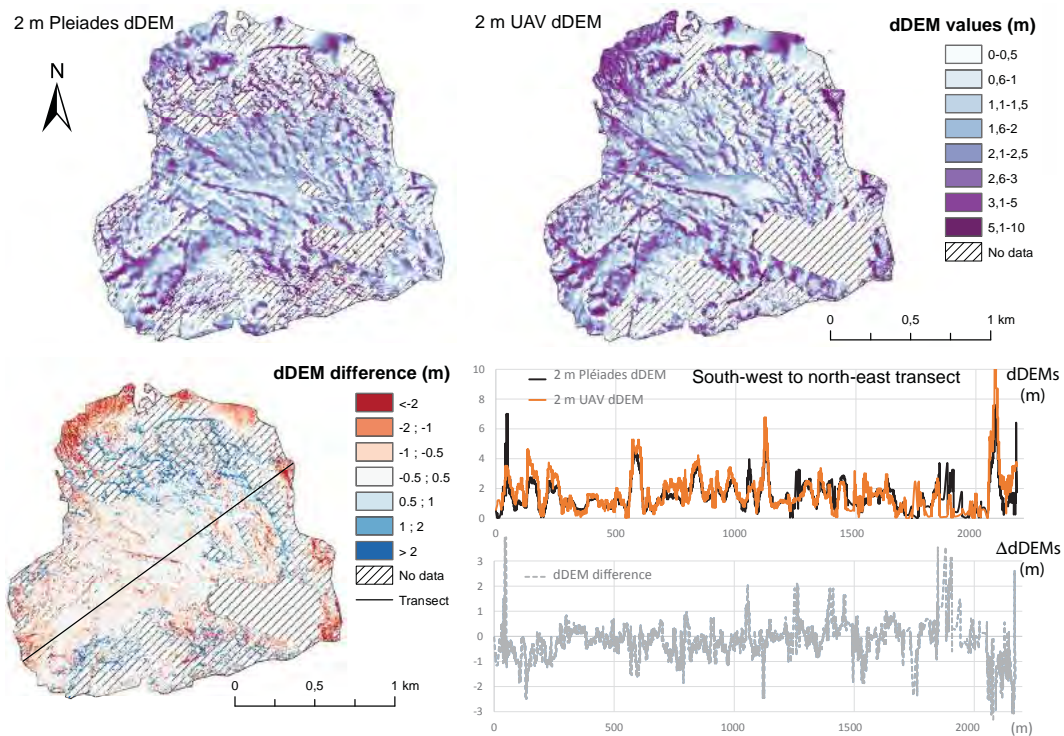 2 m Pleiades dDEM
2 m UAV dDEM
dDEM values (m)
N
0-0,5
0,6-1
1,1-1,5
1,6-2
2,1-2,5
2,6-3
3,1-5
5,1-10
No data
0 0,5 1 km
dDEM difference (m)
<-2
-2 ; -1
-1 ; -0.5
-0.5 ; 0.5
0.5 ; 1
1 ; 2
> 2
No data
Transect
0 0,5 1 km
South-west to north-east transect
dDEMs
(m)
2 m Pléiades dDEM
2 m UAV dDEM
10
8
6
4
2
0
0 500 1000 1500 2000
ΔdDEMs
(m)
dDEM difference
3
2
1
0
-1
-2
-3
0 500 1000 1500 2000 (m)